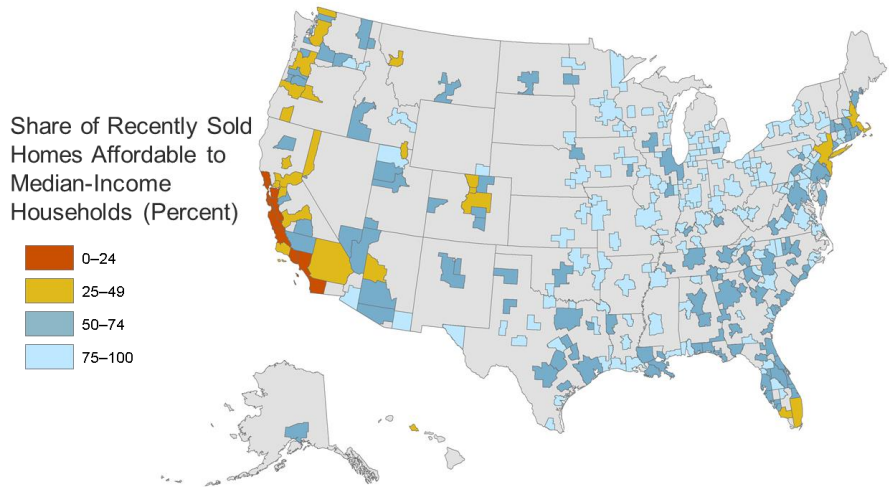 Share of Recently Sold
Homes Affordable to
Median-Income
Households (Percent)
0–24
25–49
50–74
75–100